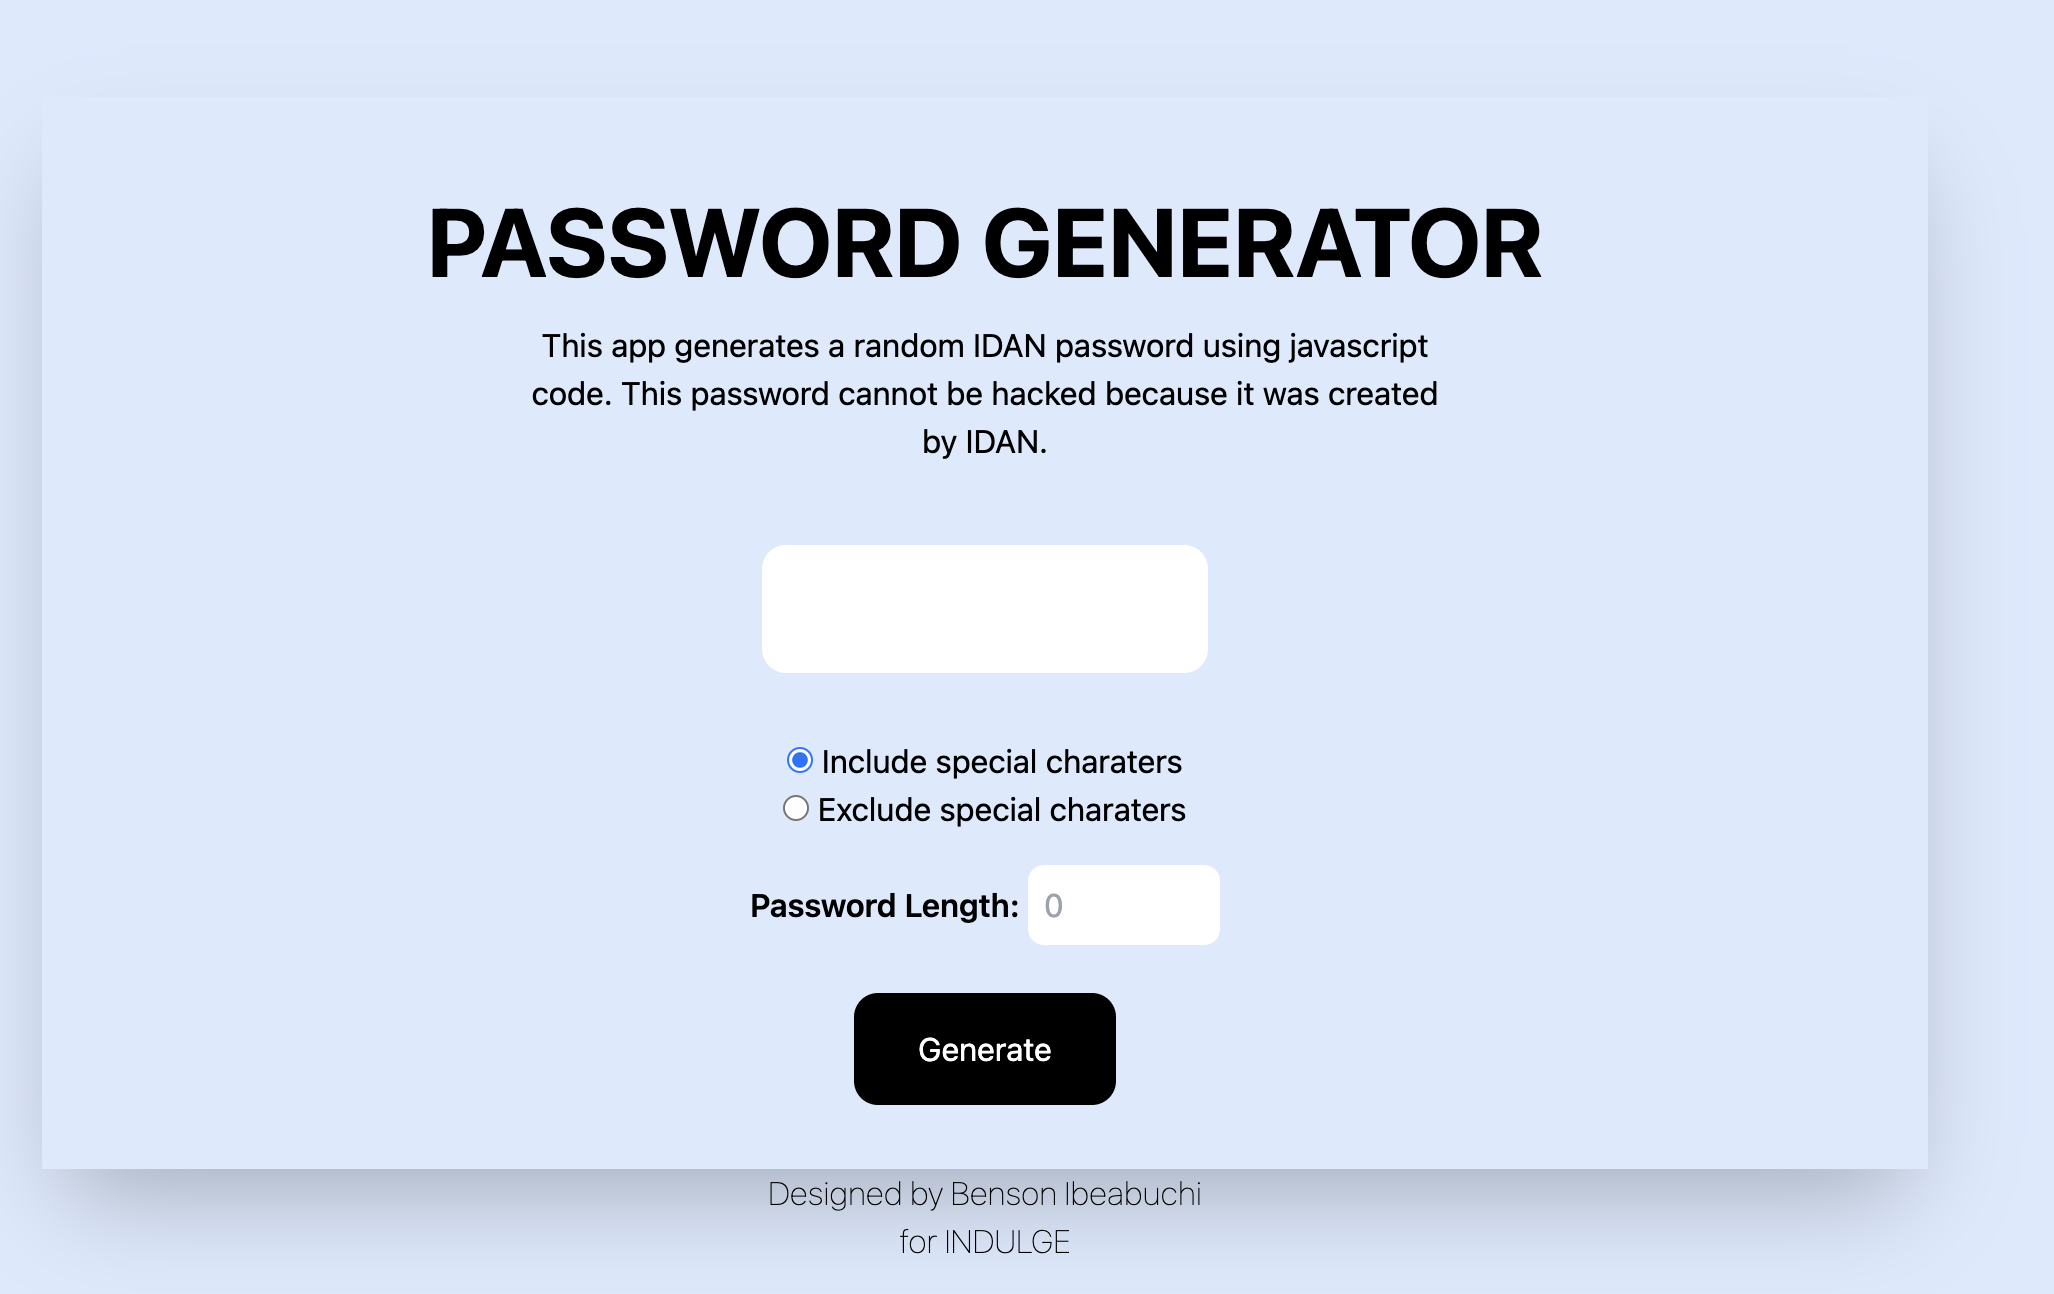 PASSWORD GENERATOR
This app generates a random IDAN password using javascript
code. This password cannot be hacked because it was created
by IDAN.
Include special charaters
Exclude special charaters
Password Length: 0
Generate
Designed by Benson Ibeabuchi
for INDULGE